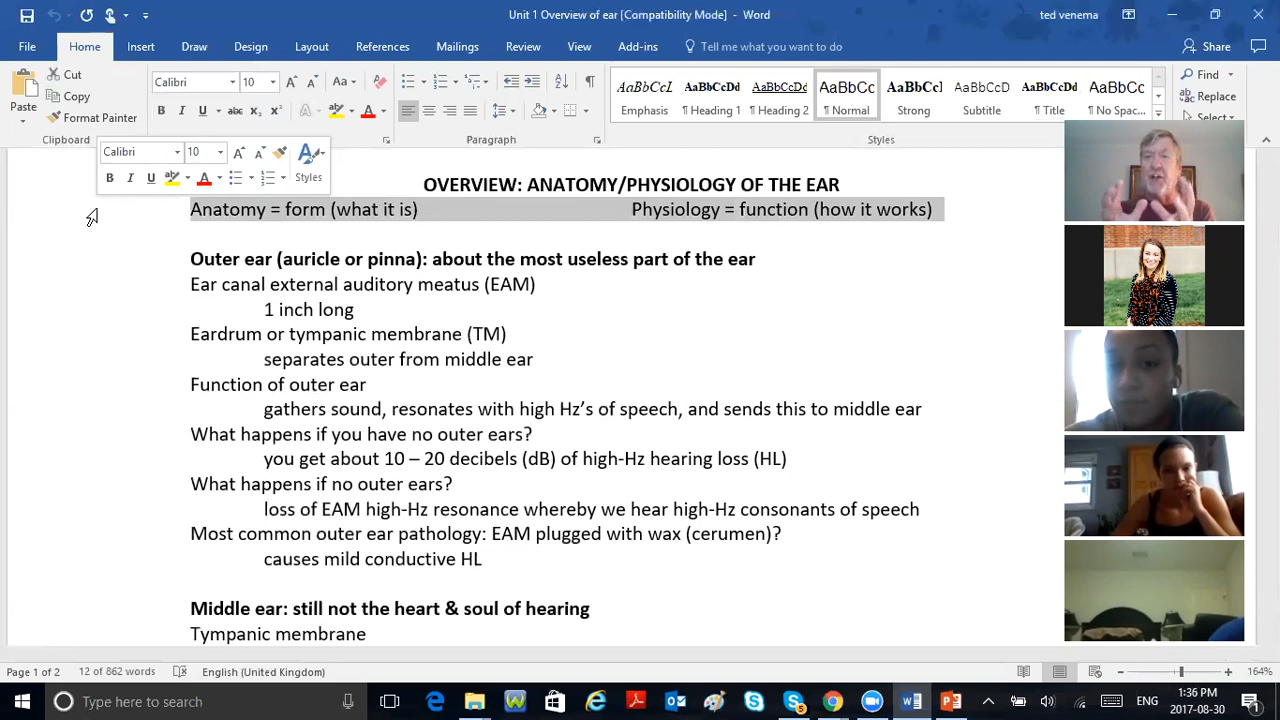 Unit 1 Overview of ear [Compatibility Mode] - Word
ted venema
File Home Insert Draw Design Layout References Mailings Review View Add-ins Tell me what you want to do Share
Cut
Copy
Format Painter
Paste
Clipboard
Calibri 10
Aa
B I U abc x₂ x²
A ab A
Paragraph
AaBbCcL AaBbCcDd AaBbCcDd AaBbCc AaBbCcI AaBbCcDd AaBbCc AaBbCc
Emphasis ¶ Heading 1 ¶ Heading 2 ¶ Normal Strong Subtitle ¶ Title ¶ No Spac...
Styles
Find
Replace
Select
Calibri 10
B I U ab A Styles
OVERVIEW: ANATOMY/PHYSIOLOGY OF THE EAR
Anatomy = form (what it is) Physiology = function (how it works)
Outer ear (auricle or pinna): about the most useless part of the ear
Ear canal external auditory meatus (EAM)
1 inch long
Eardrum or tympanic membrane (TM)
separates outer from middle ear
Function of outer ear
gathers sound, resonates with high Hz’s of speech, and sends this to middle ear
What happens if you have no outer ears?
you get about 10 – 20 decibels (dB) of high-Hz hearing loss (HL)
What happens if no outer ears?
loss of EAM high-Hz resonance whereby we hear high-Hz consonants of speech
Most common outer ear pathology: EAM plugged with wax (cerumen)?
causes mild conductive HL
Middle ear: still not the heart & soul of hearing
Tympanic membrane
Page 1 of 2 12 of 862 words English (United Kingdom) 164%
Type here to search
ENG
1:36 PM
2017-08-30